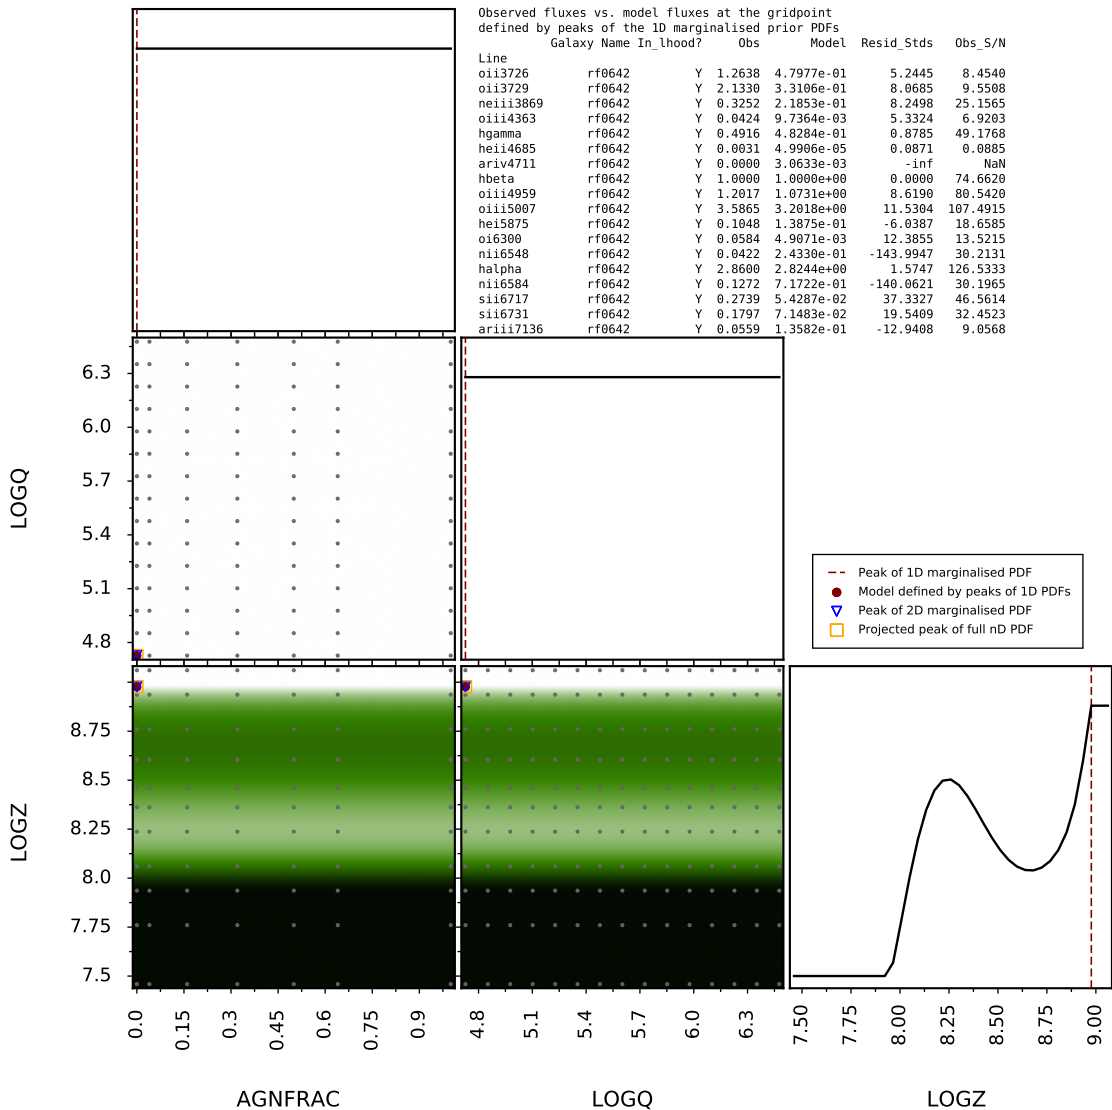 Observed fluxes vs. model fluxes at the gridpoint
defined by peaks of the 1D marginalised prior PDFs
Galaxy Name In_lhood? Obs Model Resid_Stds Obs_S/N
Line
oii3726 rf0642 Y 1.2638 4.7977e-01 5.2445 8.4540
oii3729 rf0642 Y 2.1330 3.3106e-01 8.0685 9.5508
neiii3869 rf0642 Y 0.3252 2.1853e-01 8.2498 25.1565
oiii4363 rf0642 Y 0.0424 9.7364e-03 5.3324 6.9203
hgamma rf0642 Y 0.4916 4.8284e-01 0.8785 49.1768
heii4685 rf0642 Y 0.0031 4.9906e-05 0.0871 0.0885
ariv4711 rf0642 Y 0.0000 3.0633e-03 -inf NaN
hbeta rf0642 Y 1.0000 1.0000e+00 0.0000 74.6620
oiii4959 rf0642 Y 1.2017 1.0731e+00 8.6190 80.5420
oiii5007 rf0642 Y 3.5865 3.2018e+00 11.5304 107.4915
hei5875 rf0642 Y 0.1048 1.3875e-01 -6.0387 18.6585
oi6300 rf0642 Y 0.0584 4.9071e-03 12.3855 13.5215
nii6548 rf0642 Y 0.0422 2.4330e-01 -143.9947 30.2131
halpha rf0642 Y 2.8600 2.8244e+00 1.5747 126.5333
nii6584 rf0642 Y 0.1272 7.1722e-01 -140.0621 30.1965
sii6717 rf0642 Y 0.2739 5.4287e-02 37.3327 46.5614
sii6731 rf0642 Y 0.1797 7.1483e-02 19.5409 32.4523
ariii7136 rf0642 Y 0.0559 1.3582e-01 -12.9408 9.0568
LOGQ
6.3
6.0
5.7
5.4
5.1
4.8
Peak of 1D marginalised PDF
Model defined by peaks of 1D PDFs
Peak of 2D marginalised PDF
Projected peak of full nD PDF
LOGZ
8.75
8.5
8.25
8.0
7.75
7.5
0.0 0.15 0.3 0.45 0.6 0.75 0.9
4.8 5.1 5.4 5.7 6.0 6.3
7.50 7.75 8.00 8.25 8.50 8.75 9.00
AGNFRAC LOGQ LOGZ